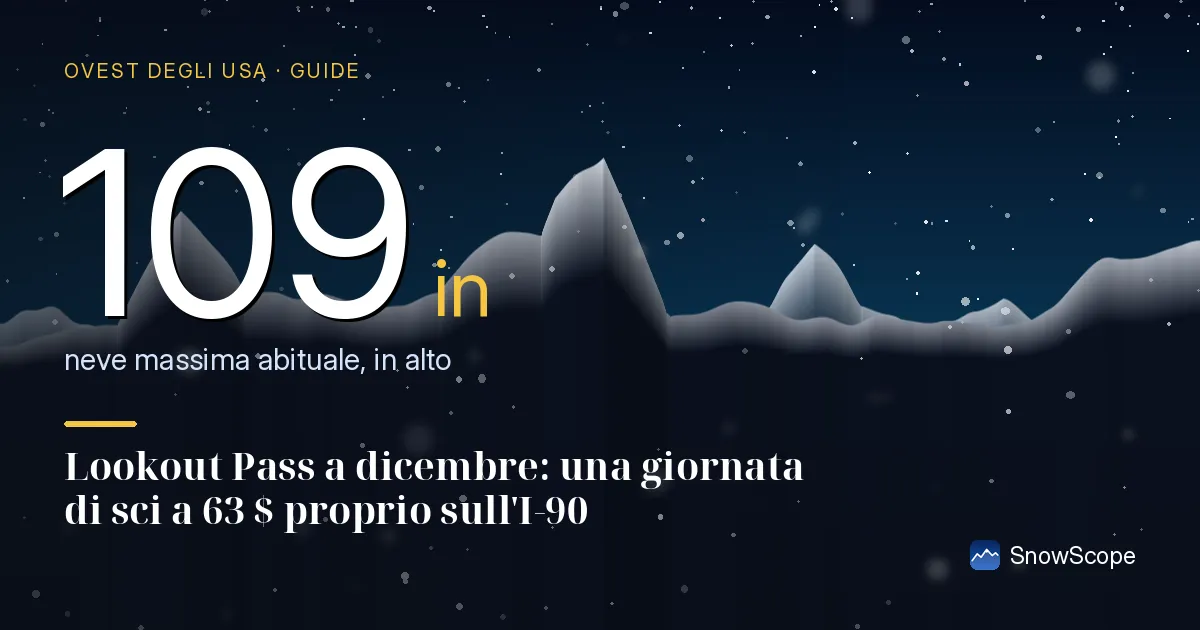 OVEST DEGLI USA · GUIDE
109 in
neve massima abituale, in alto
Lookout Pass a dicembre: una giornata
di sci a 63 $ proprio sull'I-90
SnowScope